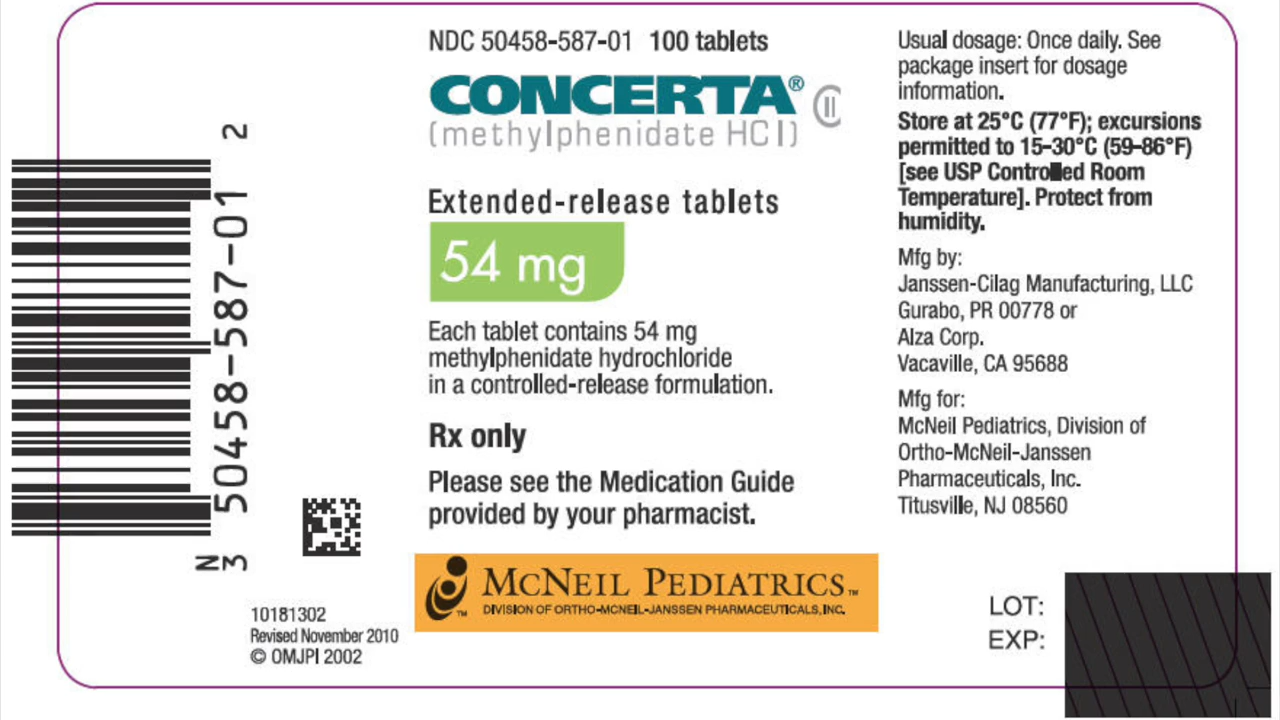 NDC 50458-587-01 100 tablets
CONCERTA® CII
(methylphenidate HCl)
Extended-release tablets
54 mg
Each tablet contains 54 mg
methylphenidate hydrochloride
in a controlled-release formulation.
Rx only
Please see the Medication Guide
provided by your pharmacist.
MCNEIL PEDIATRICS™
DIVISION OF ORTHO-MCNEIL-JANSSEN PHARMACEUTICALS, INC.
™
Usual dosage: Once daily. See
package insert for dosage
information.
Store at 25°C (77°F); excursions
permitted to 15-30°C (59-86°F)
[see USP Controlled Room
Temperature]. Protect from
humidity.
Mfg by:
Janssen-Cilag Manufacturing, LLC
Gurabo, PR 00778 or
Alza Corp.
Vacaville, CA 95688
Mfg for:
McNeil Pediatrics, Division of
Ortho-McNeil-Janssen
Pharmaceuticals, Inc.
Titusville, NJ 08560
LOT:
EXP:
N
3 50458-587-01 2
10181302
Revised November 2010
© OMJPI 2002